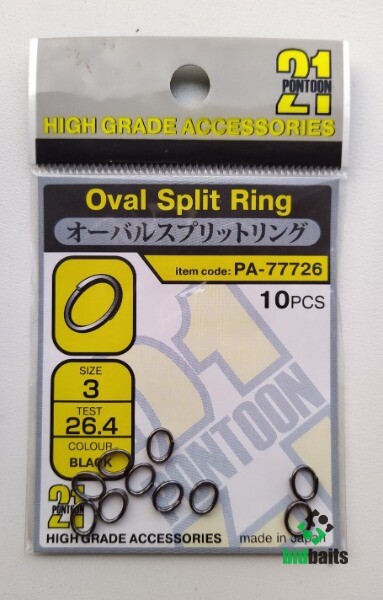 21
PONTOON
HIGH GRADE ACCESSORIES
Oval Split Ring
オーバルスプリットリング
item code: PA-77726
10PCS
SIZE
3
TEST
26.4
COLOUR
BLACK
21
PONTOON
21
PONTOON
HIGH GRADE ACCESSORIES
made in Japan
bidbaits